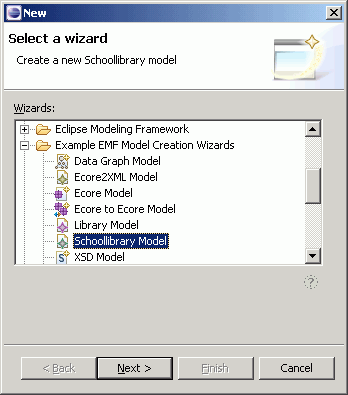 New
Select a wizard
Create a new Schoollibrary model
Wizards:
Eclipse Modeling Framework
Example EMF Model Creation Wizards
Data Graph Model
Ecore2XML Model
Ecore Model
Ecore to Ecore Model
Library Model
Schoollibrary Model
XSD Model
< Back Next > Finish Cancel